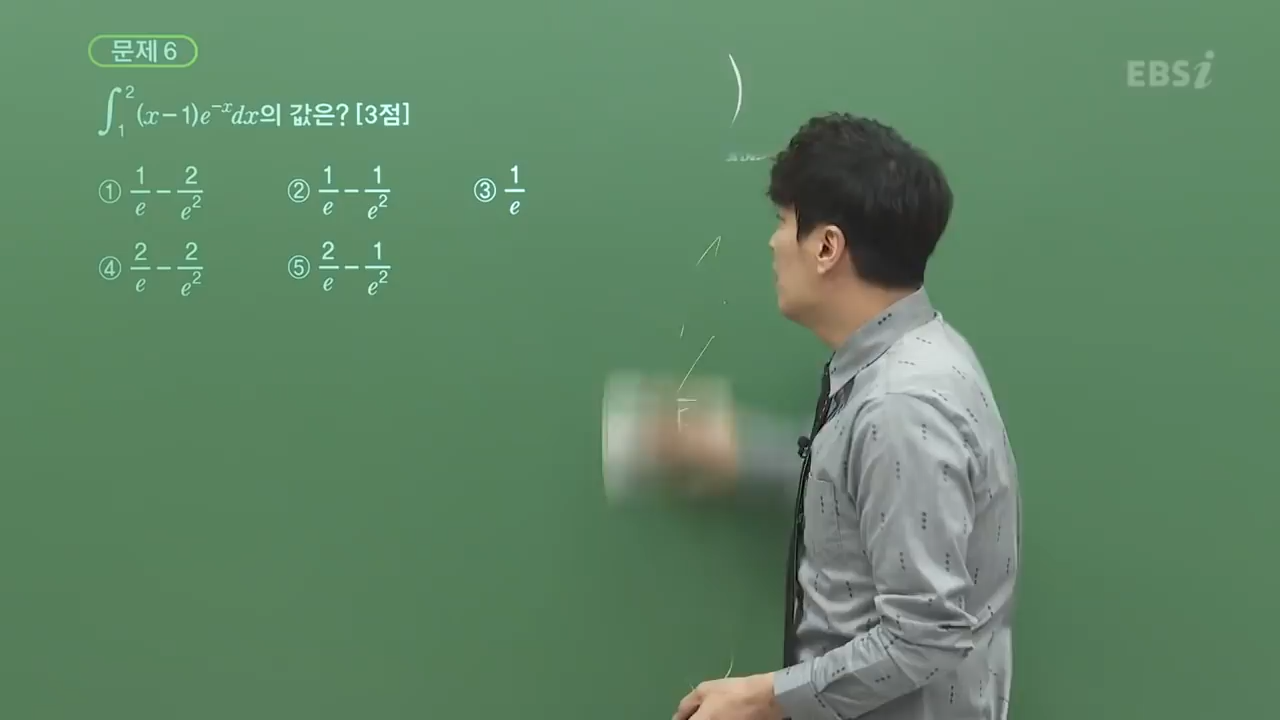 문제 6
EBSi
∫₁² (x−1)e⁻ˣdx의 값은? [3점]
① 1/e − 2/e² ② 1/e − 1/e² ③ 1/e
④ 2/e − 2/e² ⑤ 2/e − 1/e²